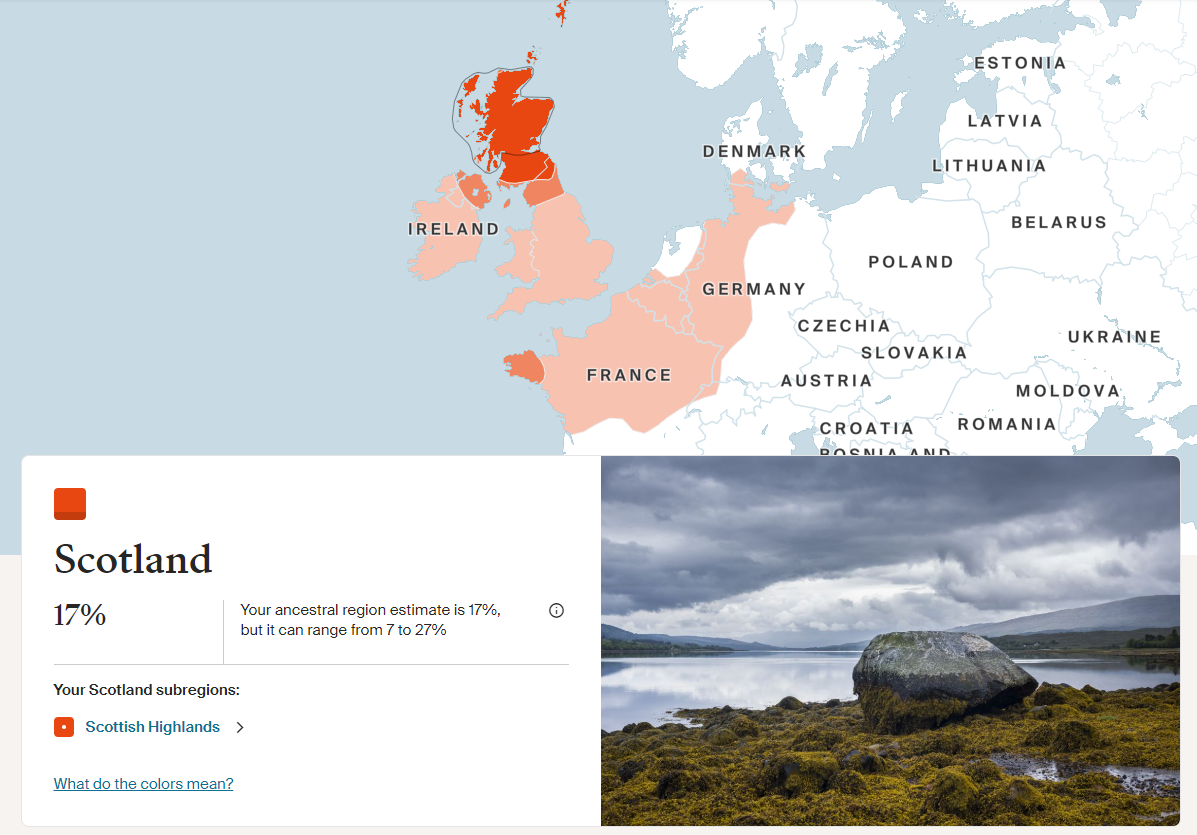 ESTONIA
LATVIA
DENMARK
LITHUANIA
BELARUS
IRELAND
POLAND
GERMANY
CZECHIA
UKRAINE
SLOVAKIA
FRANCE
AUSTRIA
MOLDOVA
CROATIA
ROMANIA
BOSNIA AND
Scotland
17%
Your ancestral region estimate is 17%,
but it can range from 7 to 27%
Your Scotland subregions:
Scottish Highlands
What do the colors mean?